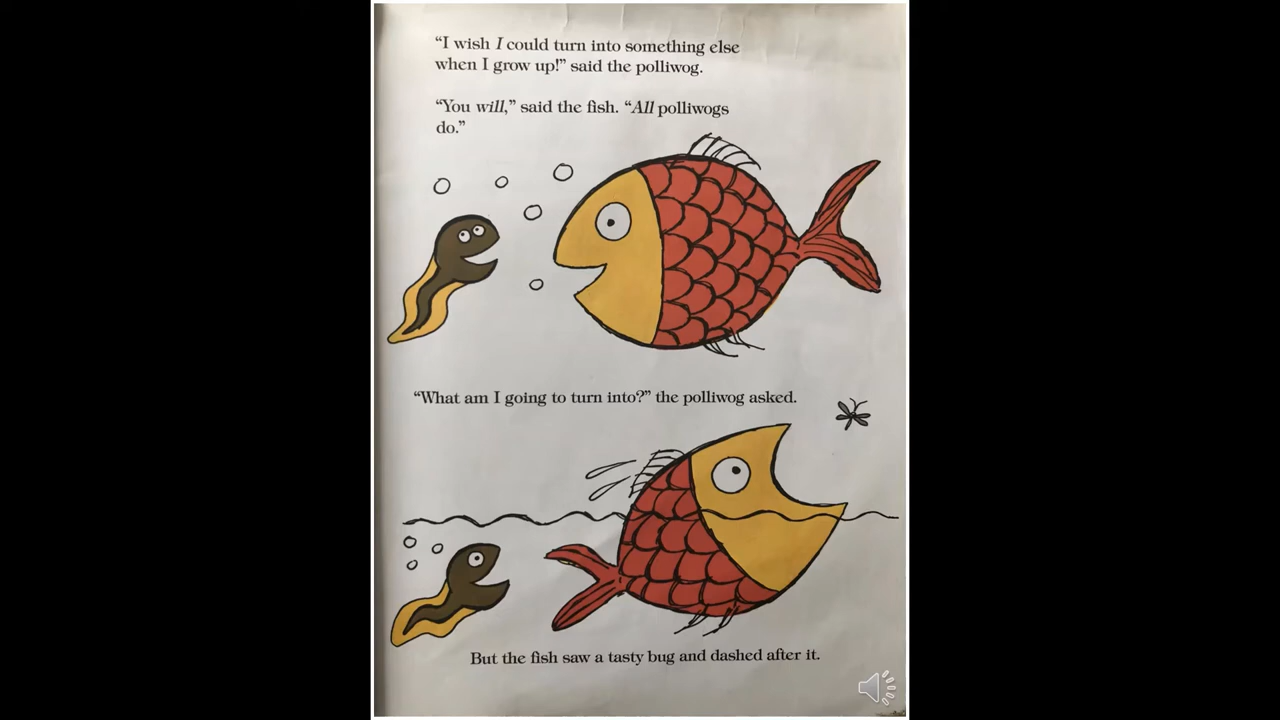 “I wish I could turn into something else
when I grow up!” said the polliwog.
“You will,” said the fish. “All polliwogs
do.”
“What am I going to turn into?” the polliwog asked.
But the fish saw a tasty bug and dashed after it.